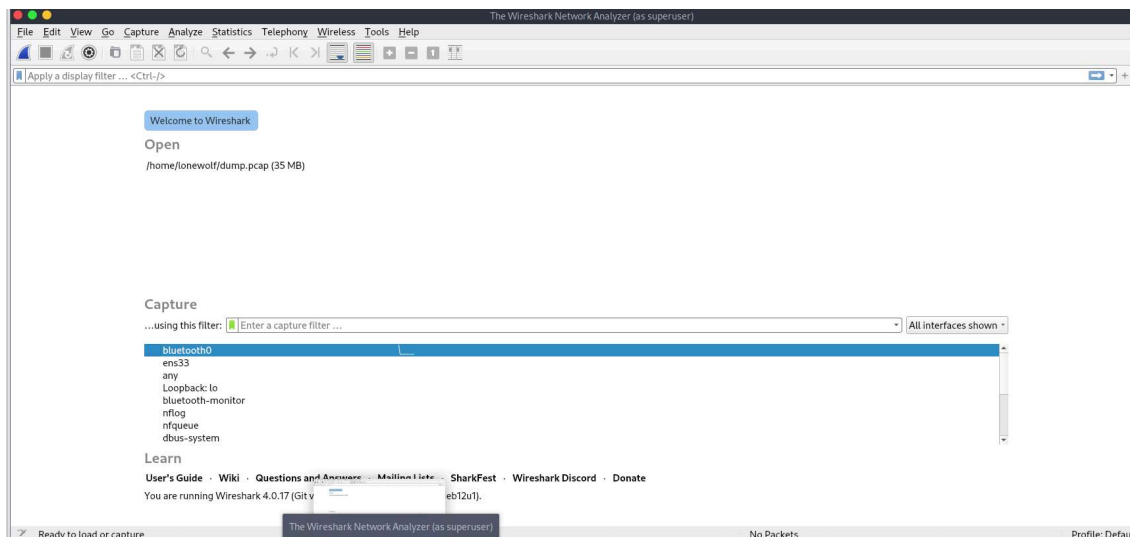 The Wireshark Network Analyzer (as superuser)
File Edit View Go Capture Analyze Statistics Telephony Wireless Tools Help
Apply a display filter ... <Ctrl-/>
Welcome to Wireshark
Open
/home/lonewolf/dump.pcap (35 MB)
Capture
...using this filter: Enter a capture filter ... All interfaces shown
bluetooth0
ens33
any
Loopback: lo
bluetooth-monitor
nflog
nfqueue
dbus-system
Learn
User's Guide · Wiki · Questions and Answers · Mailing Lists · SharkFest · Wireshark Discord · Donate
You are running Wireshark 4.0.17 (Git v eb12u1).
The Wireshark Network Analyzer (as superuser)
Ready to load or capture No Packets Profile: Defau